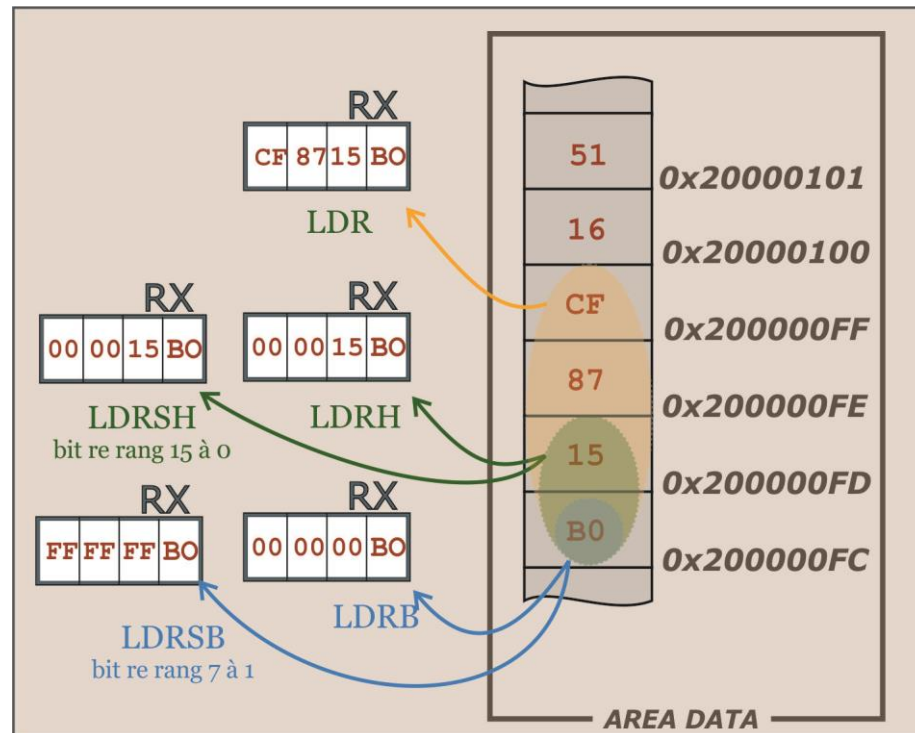 RX
CF 87 15 BO
LDR
RX
00 00 15 BO
LDRSH
bit re rang 15 à 0
RX
00 00 15 BO
LDRH
RX
FF FF FF BO
LDRSB
bit re rang 7 à 1
RX
00 00 00 BO
LDRB
51
0x20000101
16
0x20000100
CF
0x200000FF
87
0x200000FE
15
0x200000FD
B0
0x200000FC
AREA DATA